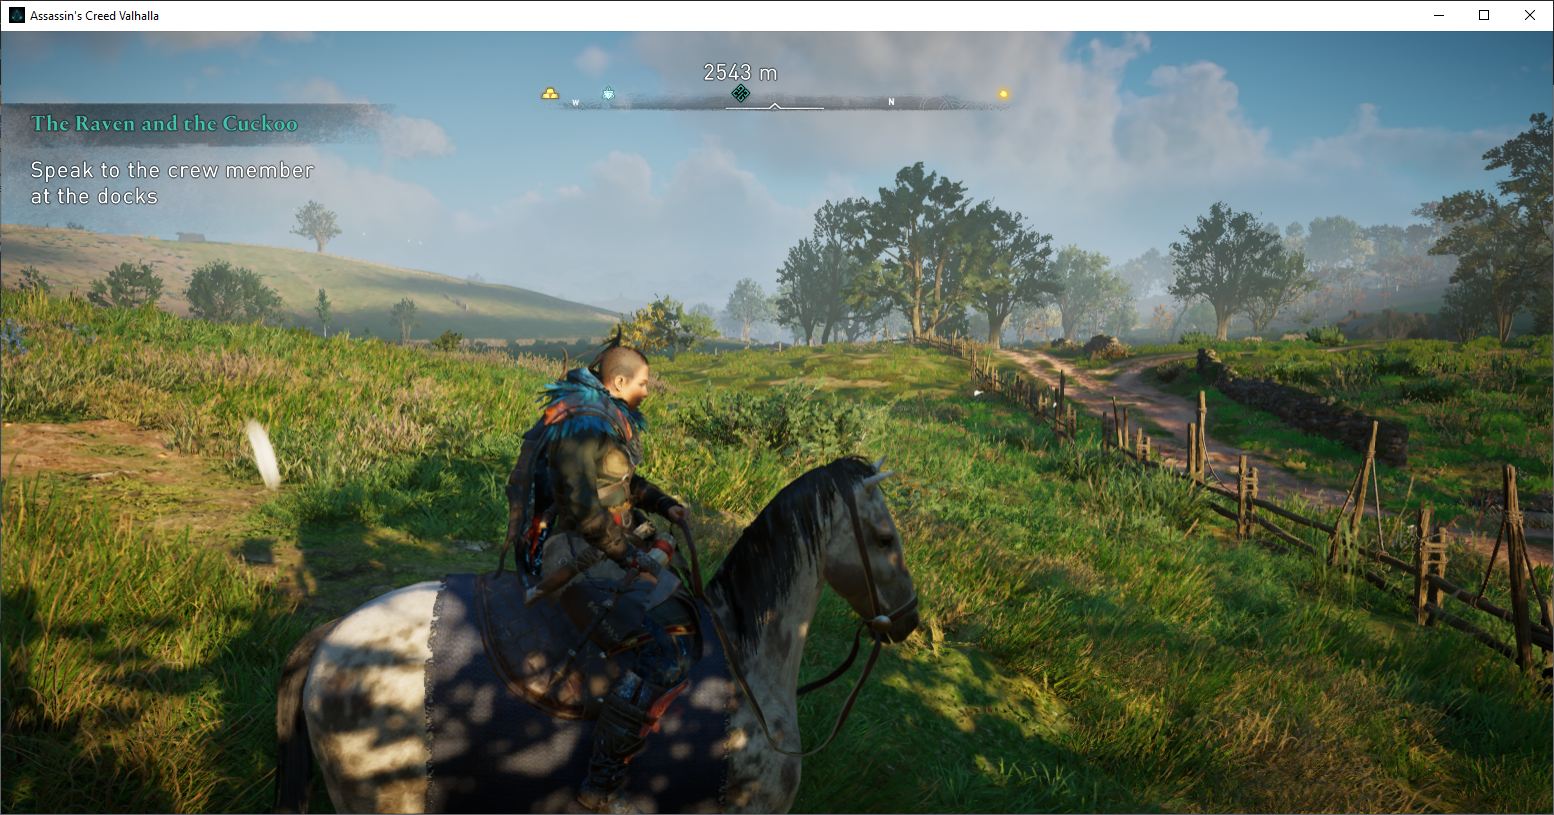 Assassin's Creed Valhalla
2543 m
W
N
The Raven and the Cuckoo
Speak to the crew member
at the docks